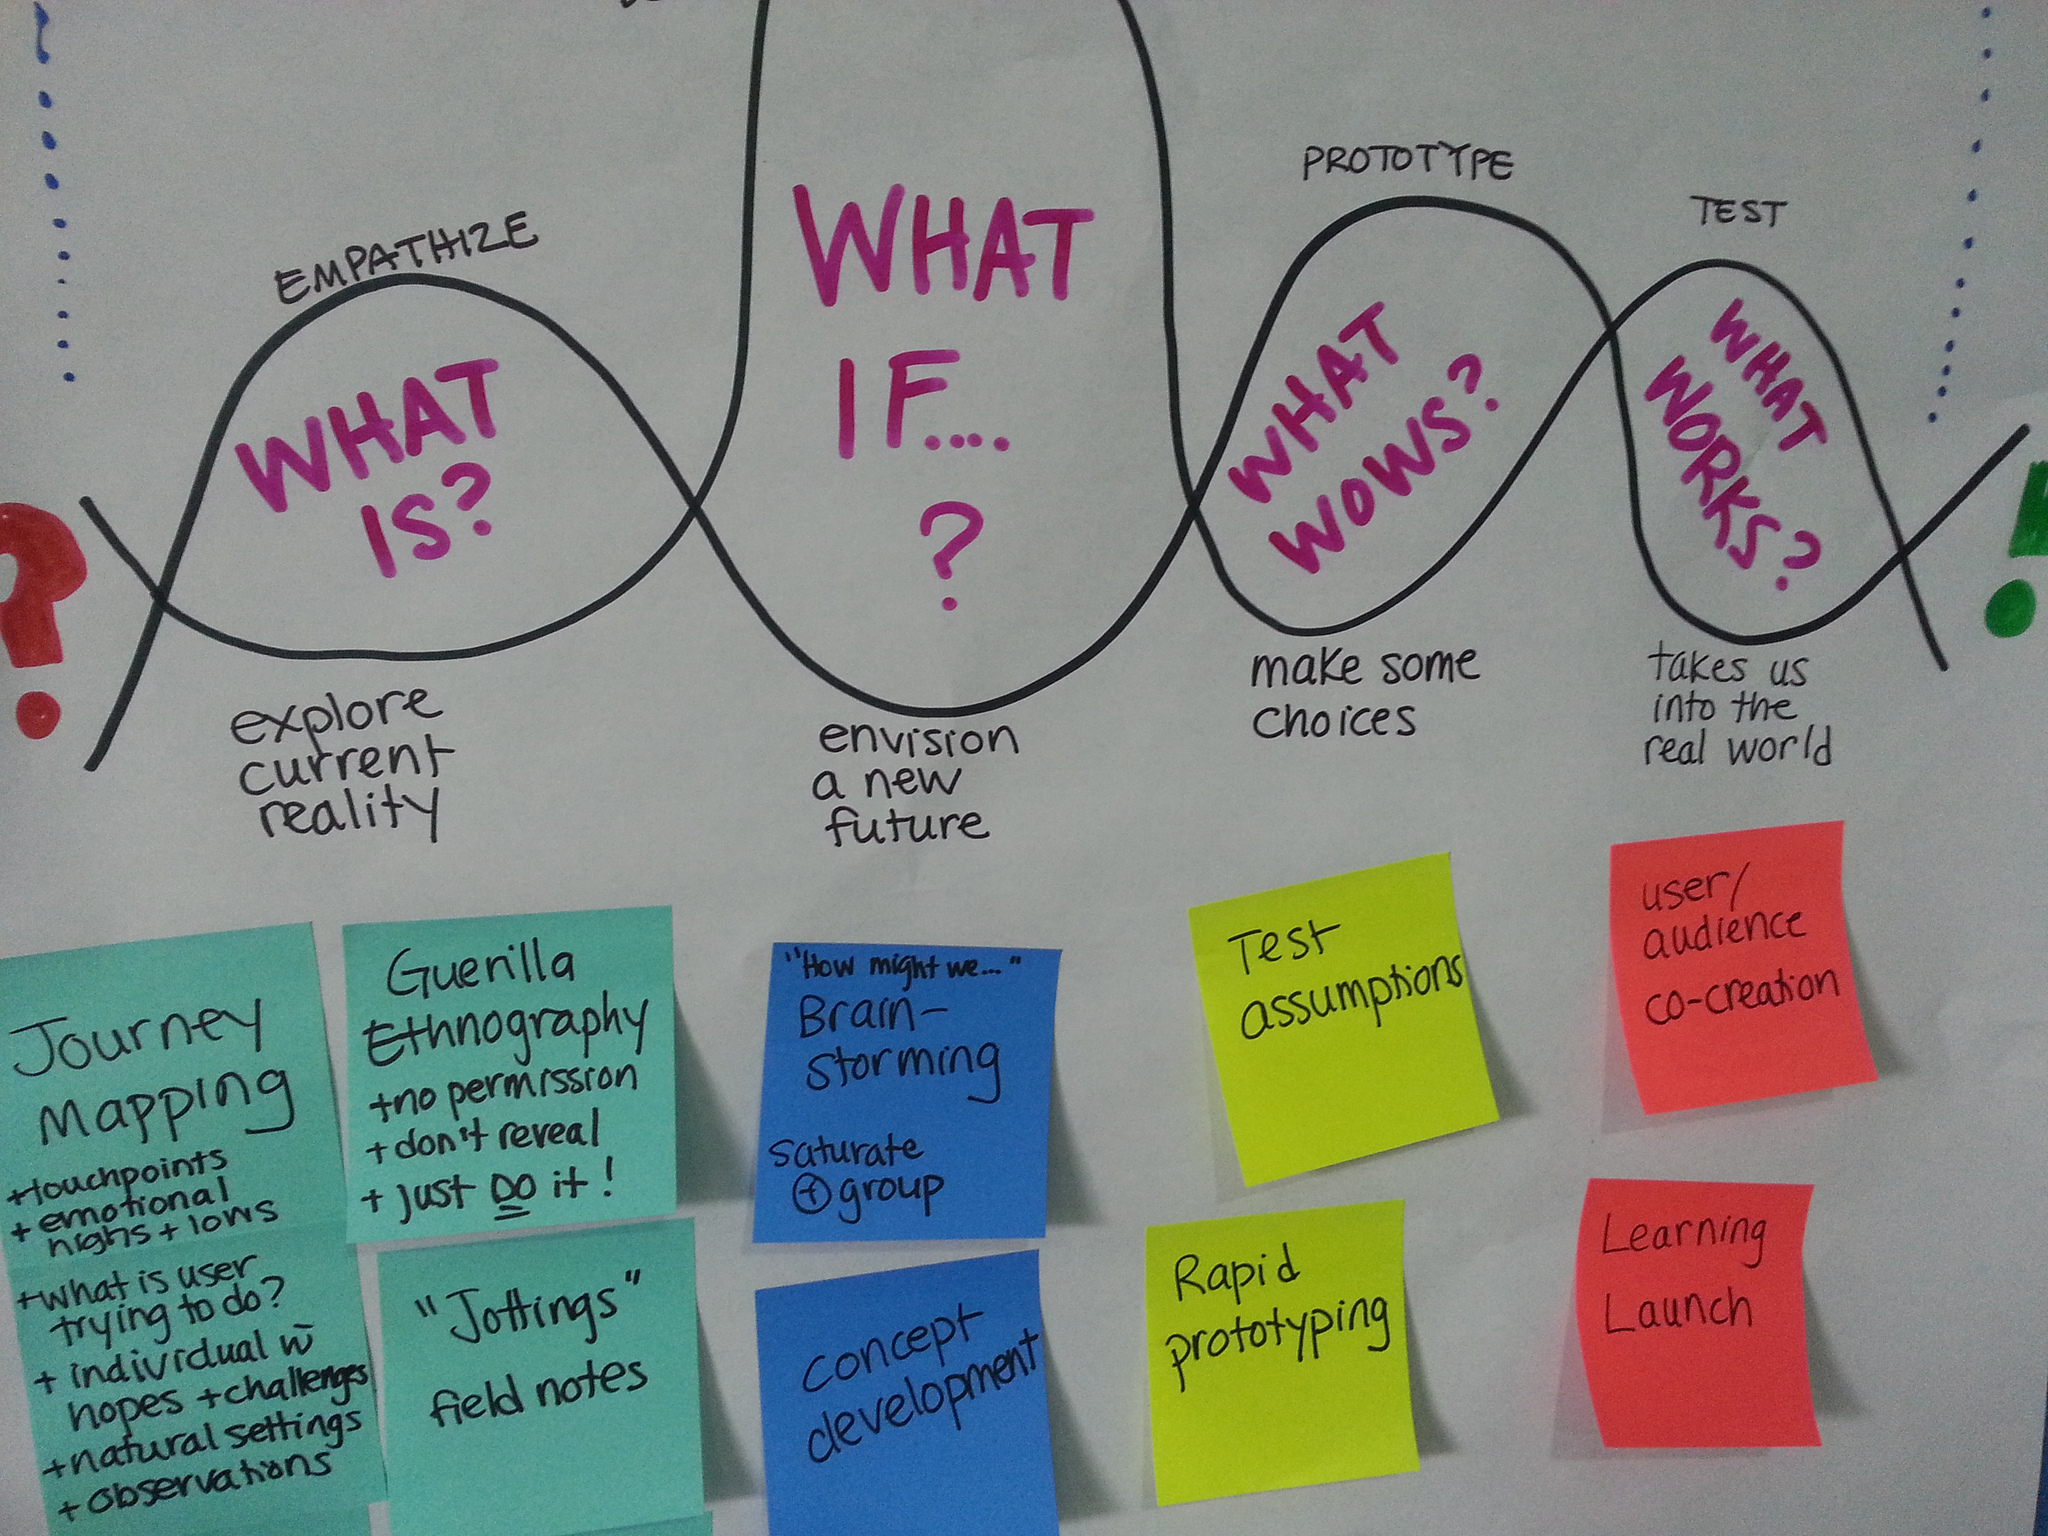 EMPATHIZE
WHAT
IS?
explore
current
reality
WHAT
IF....
?
envision
a new
future
PROTOTYPE
WHAT
WOWS?
make some
choices
TEST
WHAT
WORKS?
takes us
into the
real world
?
!
Journey
Mapping
+touchpoints
+emotional
highs + lows
+what is user
trying to do?
+ individual w̄
hopes + challenges
+natural settings
+observations
Guerilla
Ethnography
+no permission
+don't reveal
+ just DO it!
"Jottings"
field notes
"How might we..."
Brain-
storming
saturate
⊕ group
concept
development
Test
assumptions
Rapid
prototyping
user/
audience
co-creation
Learning
Launch